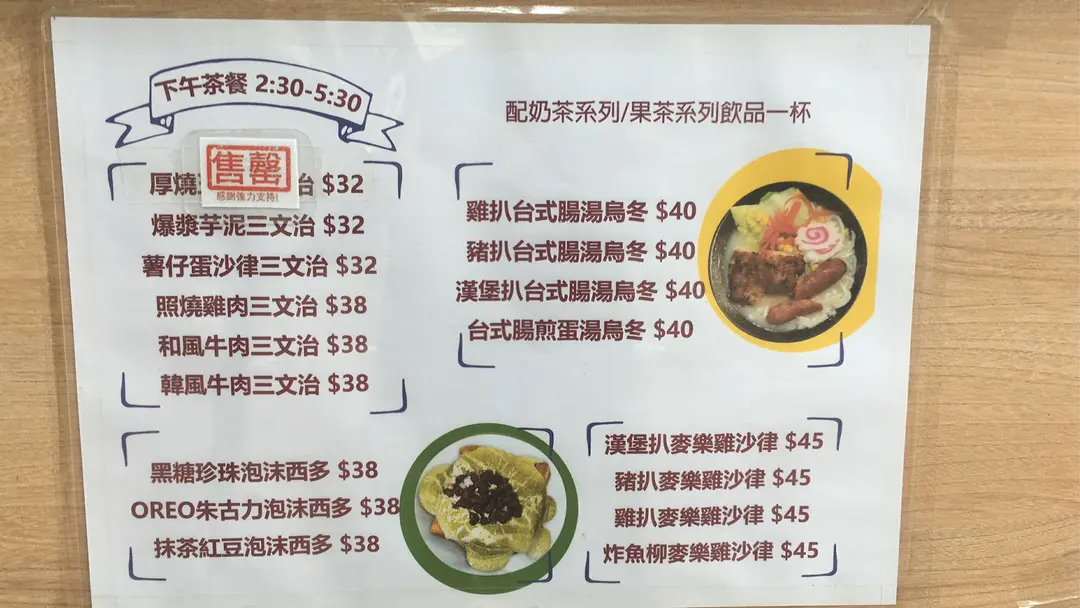 下午茶餐 2:30-5:30
配奶茶系列/果茶系列飲品一杯
售罄
感謝強力支持!
厚燒 治 $32
爆漿芋泥三文治 $32
薯仔蛋沙律三文治 $32
照燒雞肉三文治 $38
和風牛肉三文治 $38
韓風牛肉三文治 $38
雞扒台式腸湯烏冬 $40
豬扒台式腸湯烏冬 $40
漢堡扒台式腸湯烏冬 $40
台式腸煎蛋湯烏冬 $40
黑糖珍珠泡沫西多 $38
OREO朱古力泡沫西多 $38
抹茶紅豆泡沫西多 $38
漢堡扒麥樂雞沙律 $45
豬扒麥樂雞沙律 $45
雞扒麥樂雞沙律 $45
炸魚柳麥樂雞沙律 $45